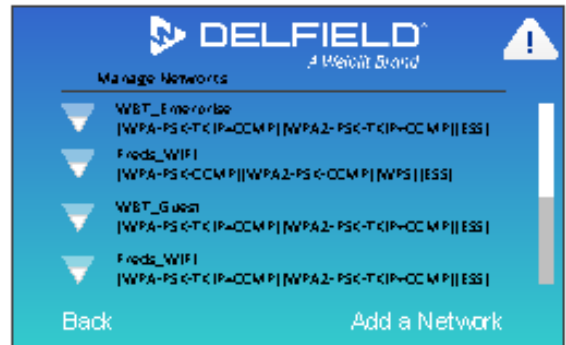 DELFIELD
A Welbilt Brand
Manage Networks
WBT_Enterprise
[WPA-PSK-TKIP+CCMP][WPA2-PSK-TKIP+CCMP][ESS]
Freds_WIFI
[WPA-PSK-CCMP][WPA2-PSK-CCMP][WPS][ESS]
WBT_Guest
[WPA-PSK-TKIP+CCMP][WPA2-PSK-TKIP+CCMP][ESS]
Freds_WIFI
[WPA-PSK-TKIP+CCMP][WPA2-PSK-TKIP+CCMP][ESS]
Back Add a Network